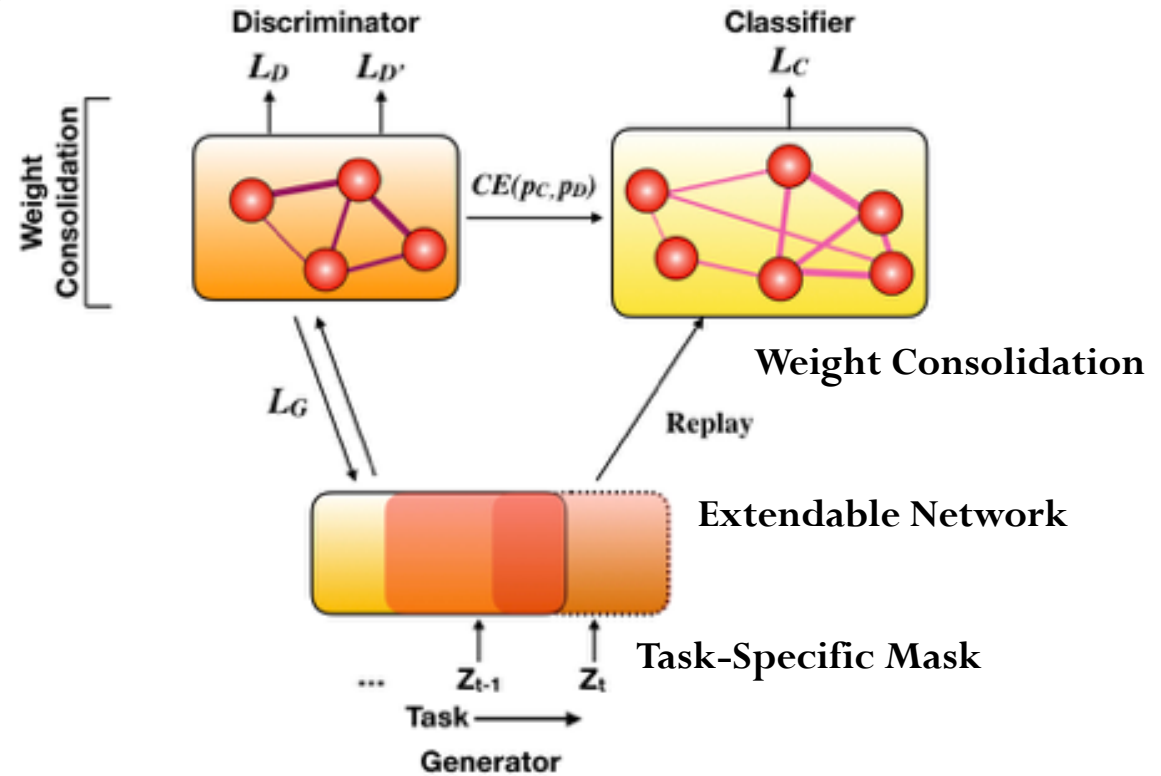 Discriminator
Classifier
L_D
L_D'
L_C
Weight
Consolidation
CE(p_C, p_D)
Weight Consolidation
L_G
Replay
Extendable Network
Task-Specific Mask
...
Z_t-1
Z_t
Task
Generator